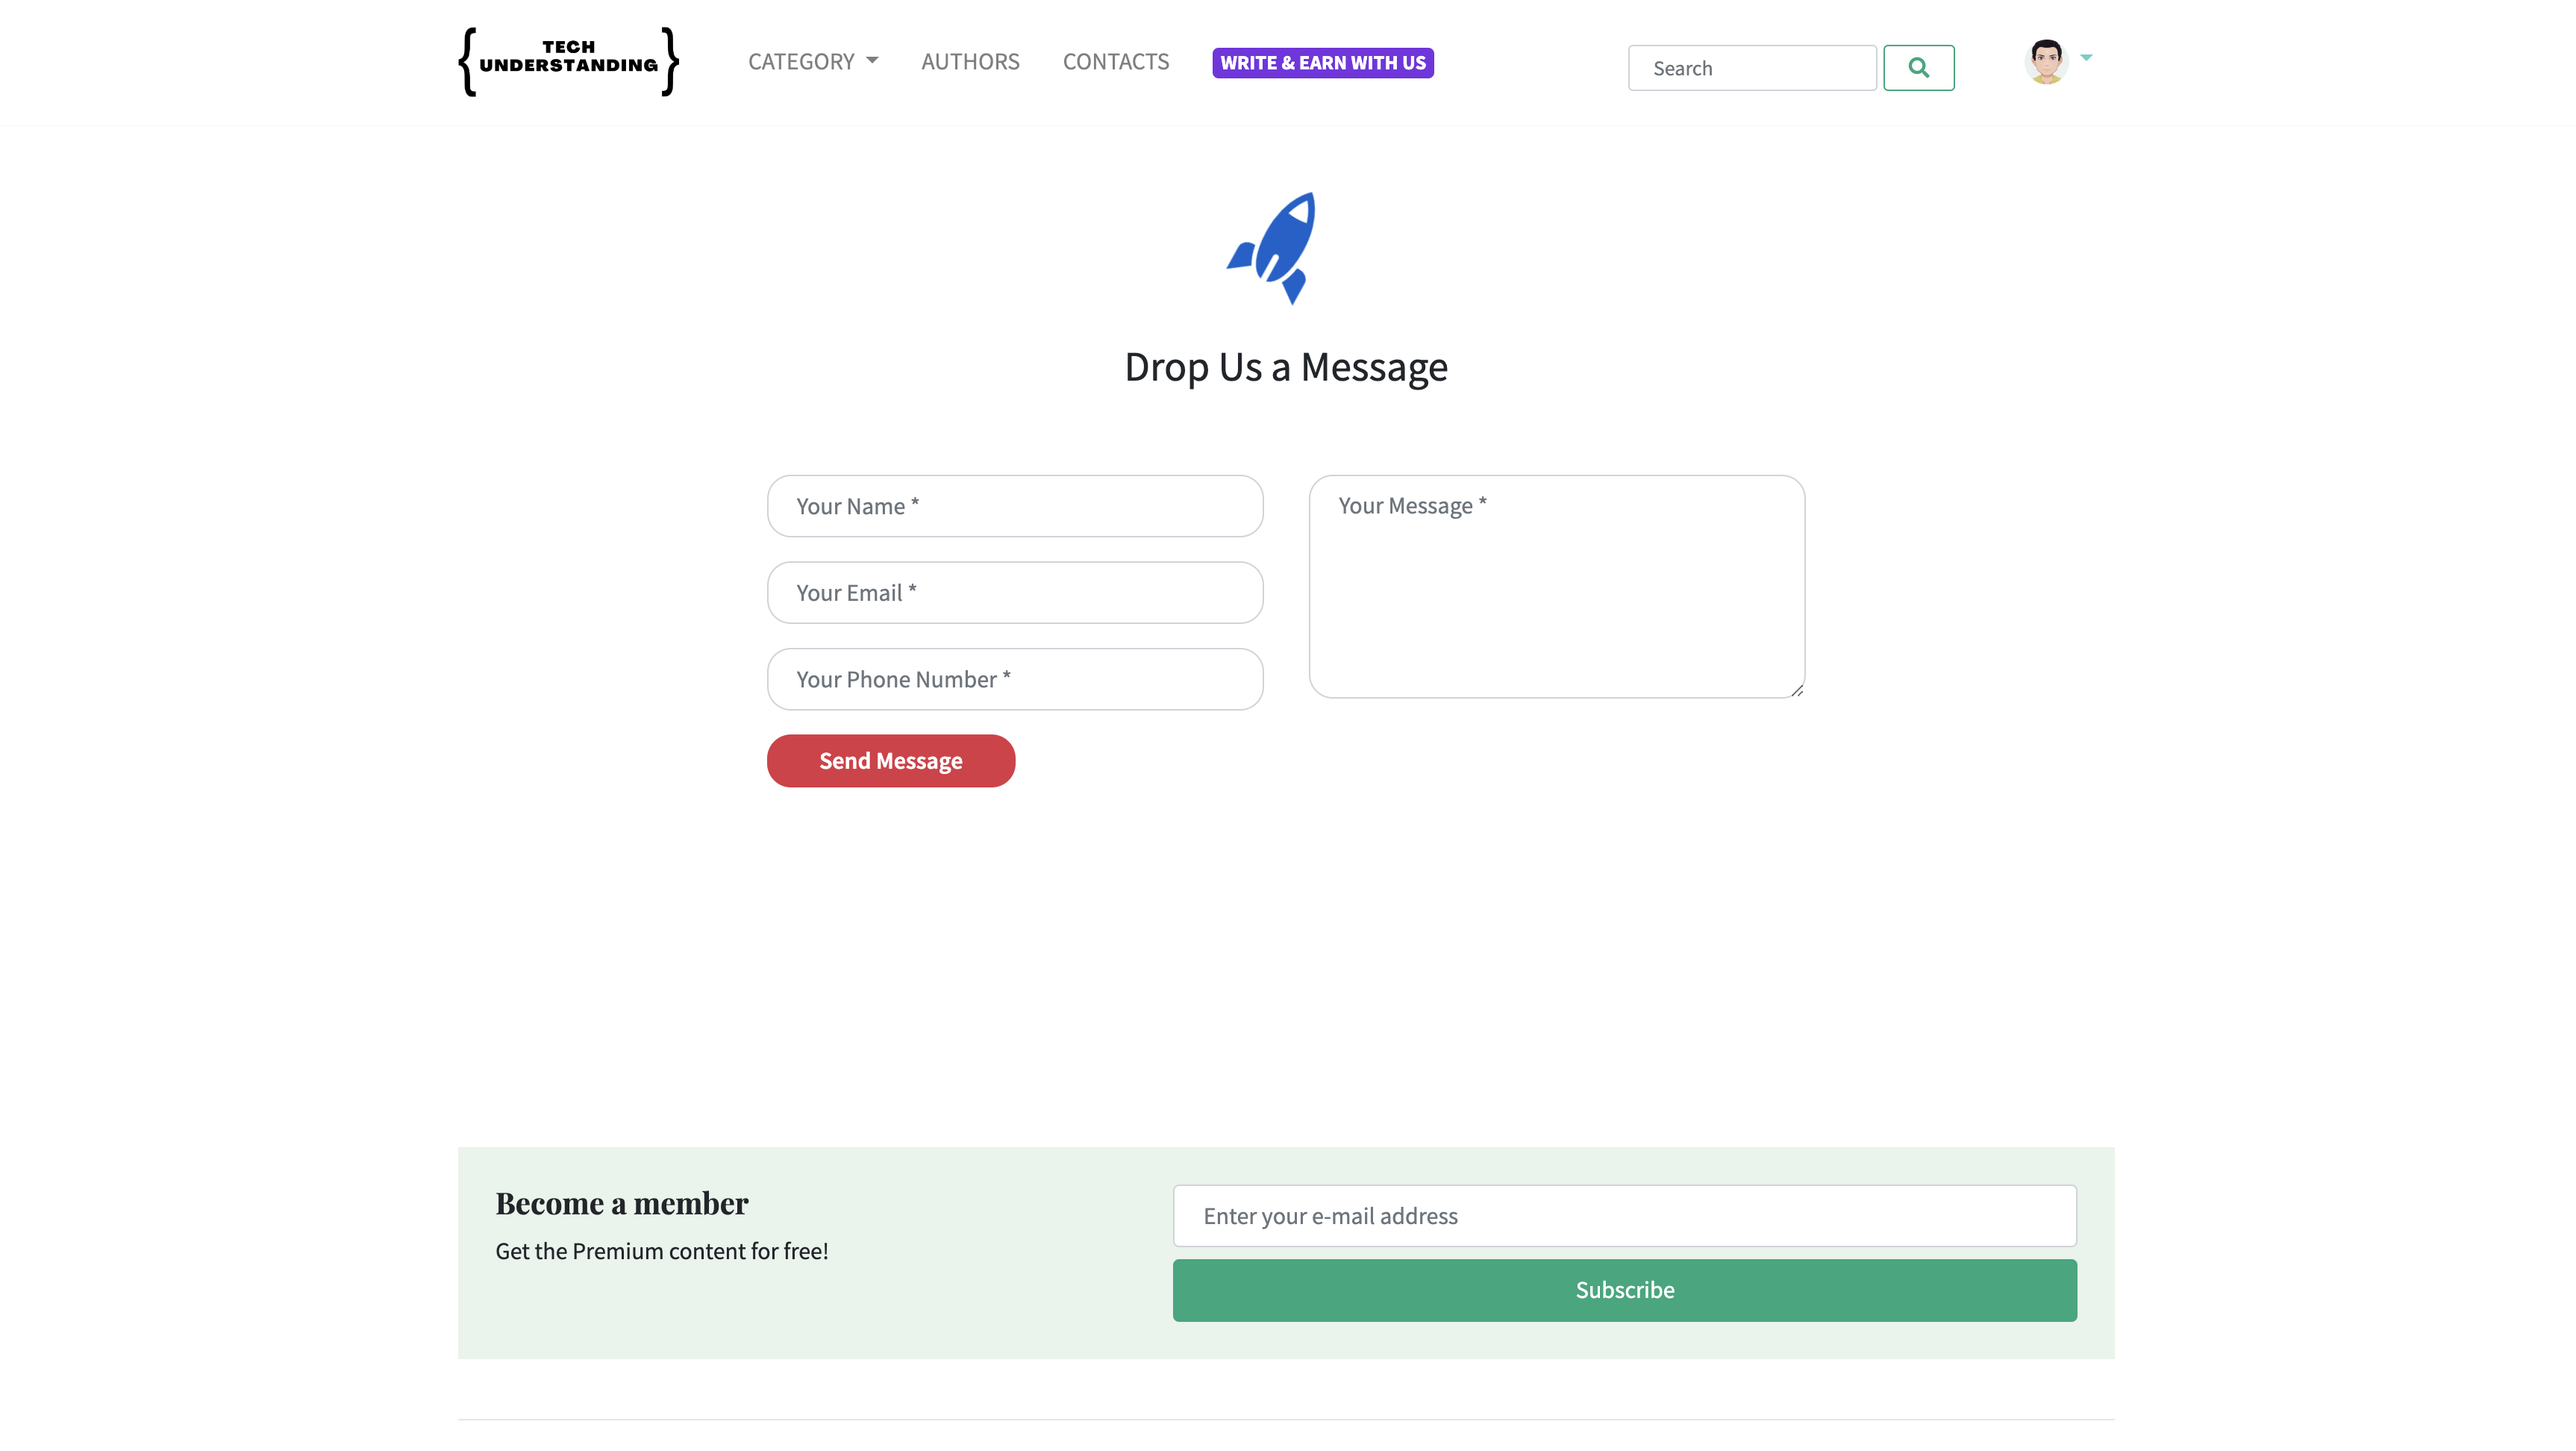 TECH
UNDERSTANDING
CATEGORY
AUTHORS
CONTACTS
WRITE & EARN WITH US
Search
Drop Us a Message
Your Name *
Your Email *
Your Phone Number *
Your Message *
Send Message
Become a member
Get the Premium content for free!
Enter your e-mail address
Subscribe